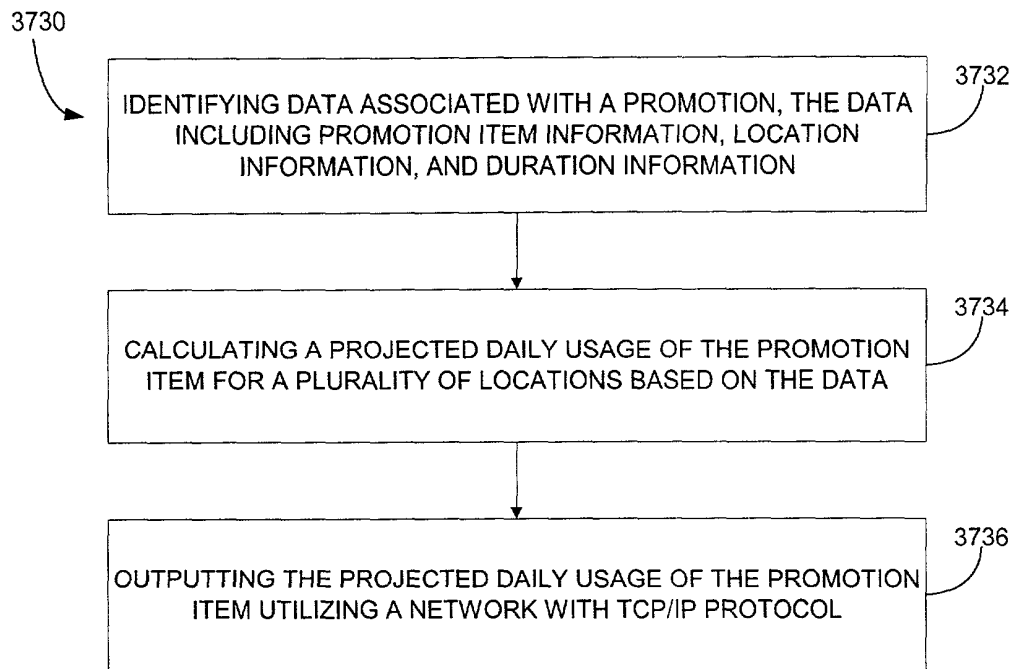 3730
3732
IDENTIFYING DATA ASSOCIATED WITH A PROMOTION, THE DATA
INCLUDING PROMOTION ITEM INFORMATION, LOCATION
INFORMATION, AND DURATION INFORMATION
3734
CALCULATING A PROJECTED DAILY USAGE OF THE PROMOTION
ITEM FOR A PLURALITY OF LOCATIONS BASED ON THE DATA
3736
OUTPUTTING THE PROJECTED DAILY USAGE OF THE PROMOTION
ITEM UTILIZING A NETWORK WITH TCP/IP PROTOCOL